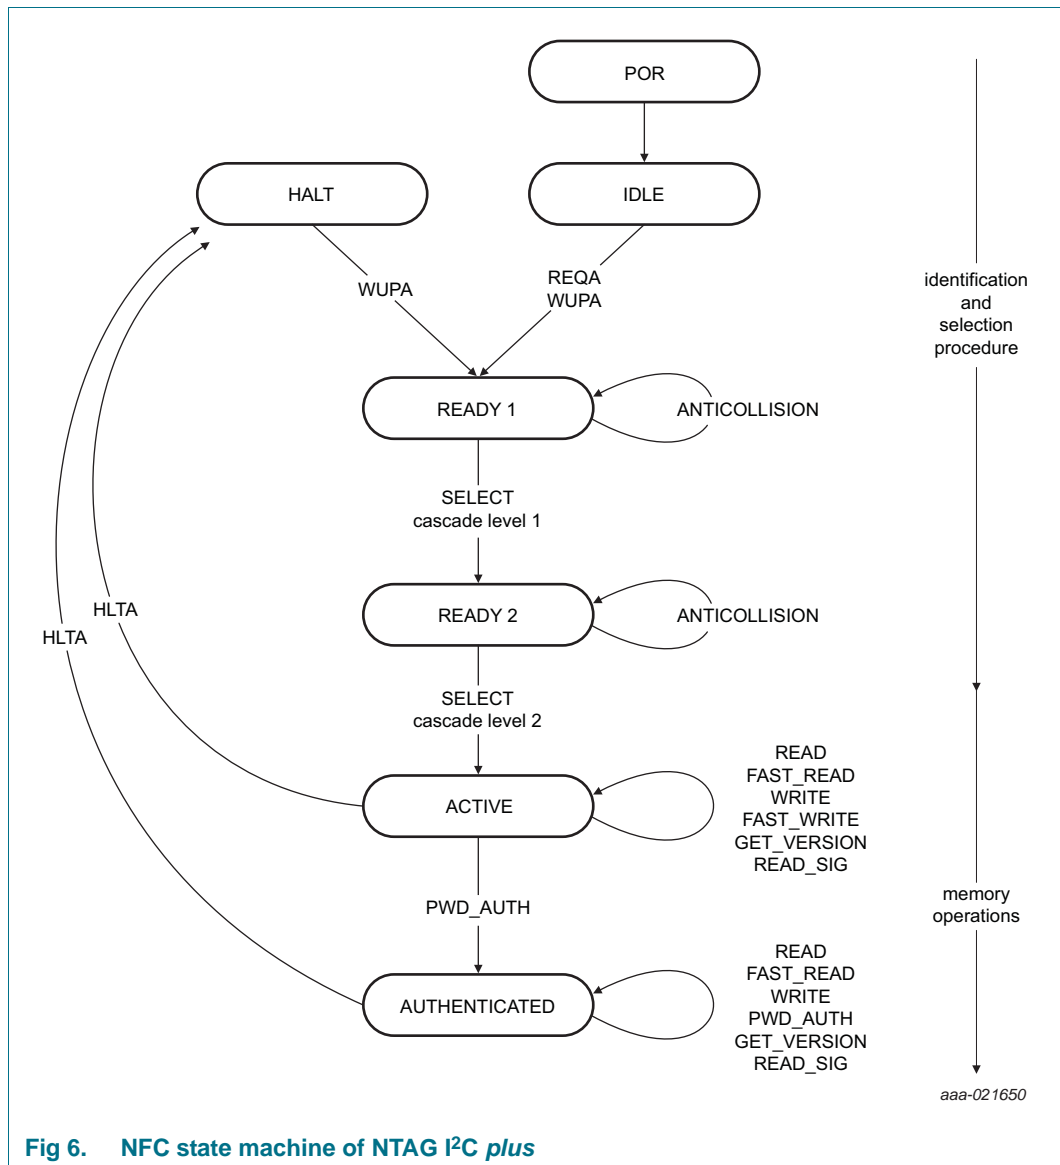 POR
HALT
IDLE
WUPA
REQA
WUPA
identification
and
selection
procedure
READY 1
ANTICOLLISION
SELECT
cascade level 1
HLTA
HLTA
READY 2
ANTICOLLISION
SELECT
cascade level 2
ACTIVE
READ
FAST_READ
WRITE
FAST_WRITE
GET_VERSION
READ_SIG
PWD_AUTH
memory
operations
AUTHENTICATED
READ
FAST_READ
WRITE
PWD_AUTH
GET_VERSION
READ_SIG
aaa-021650
Fig 6. NFC state machine of NTAG I²C plus